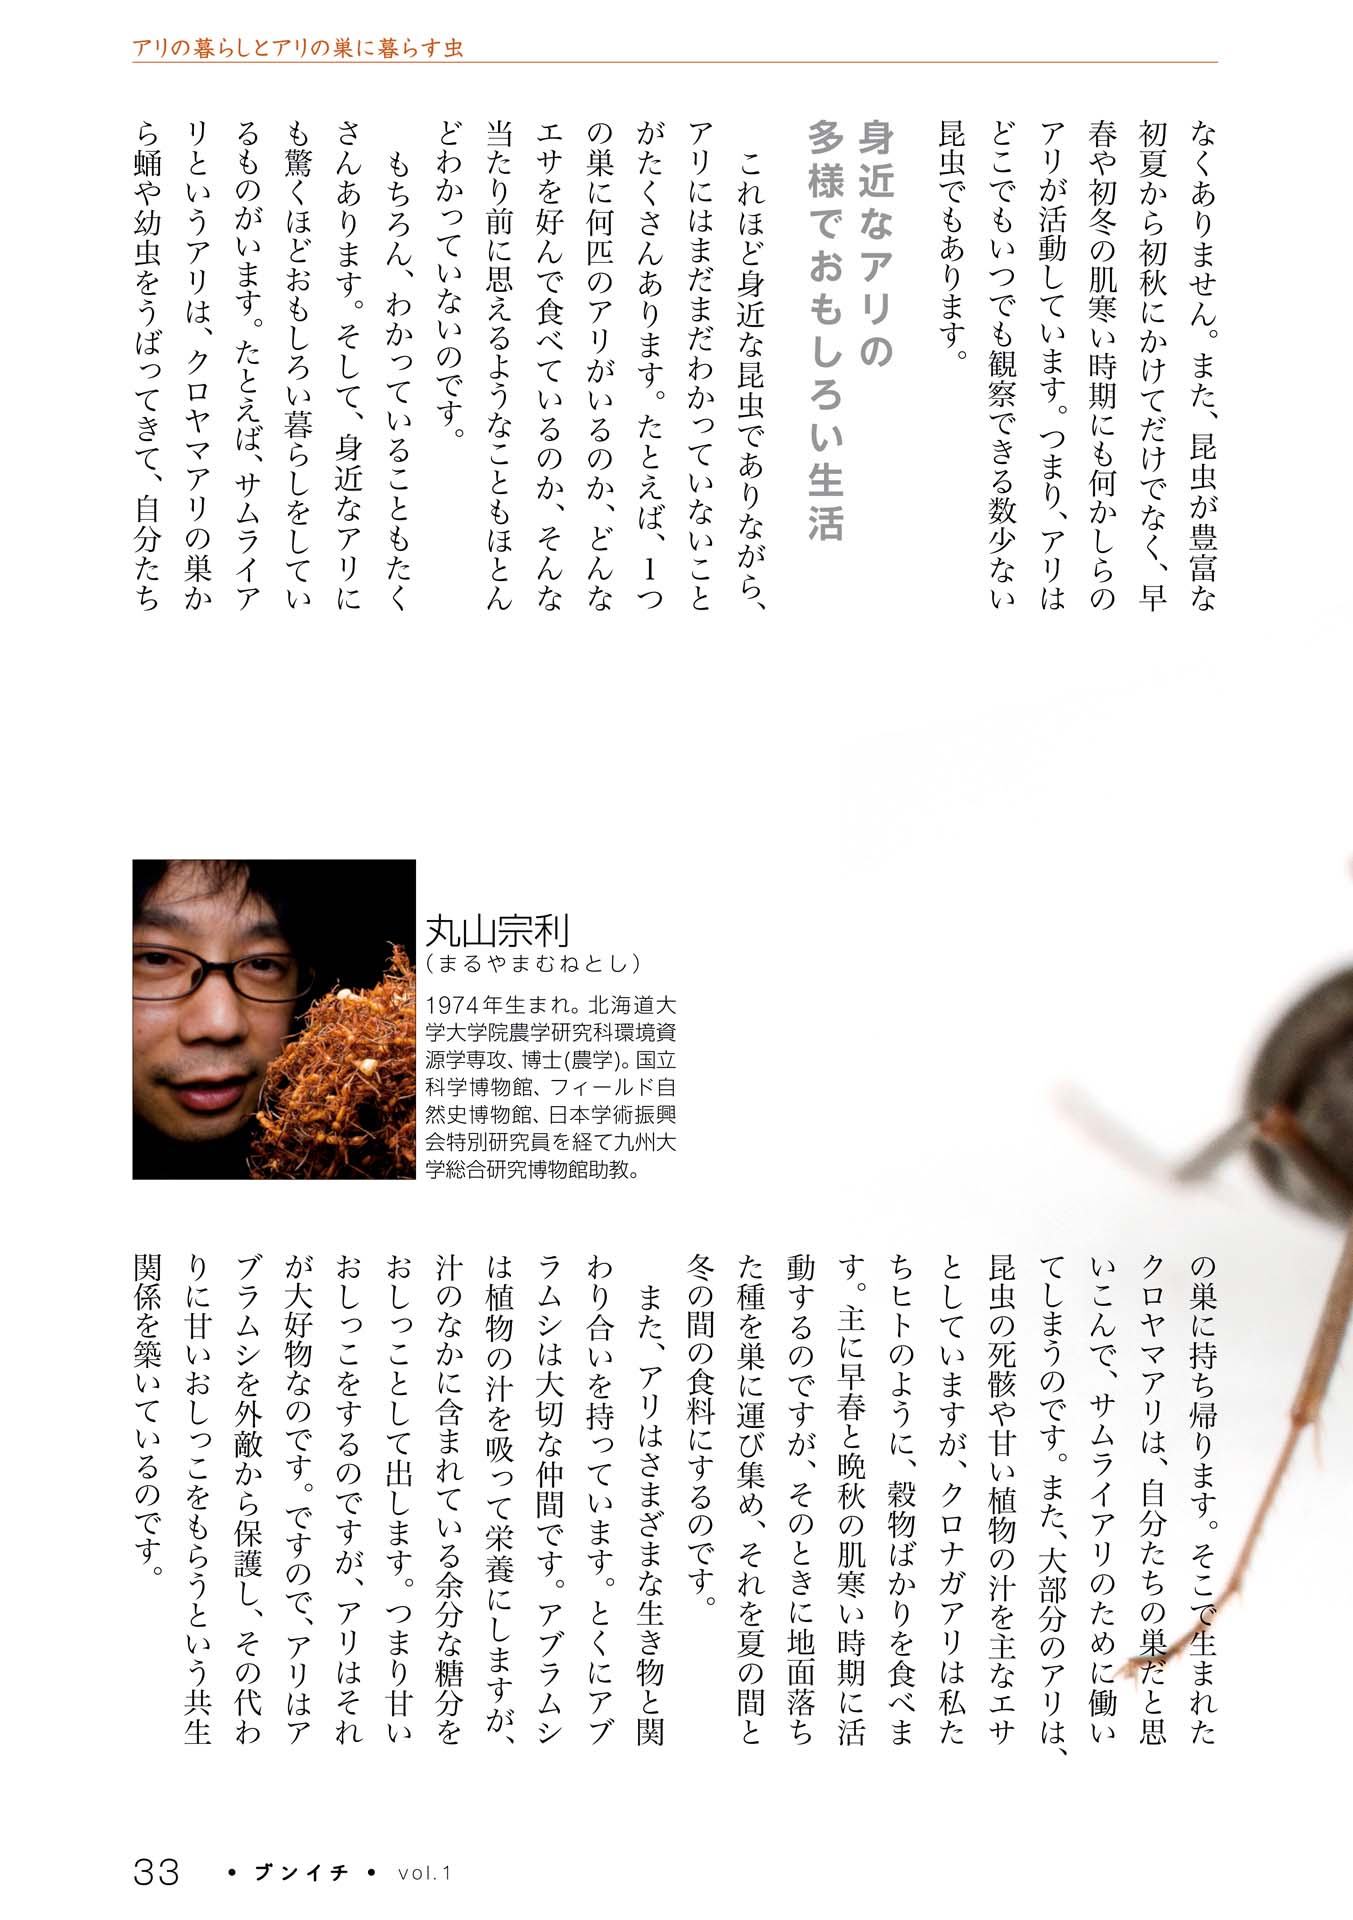 アリの暮らしとアリの巣に暮らす虫
なくありません。また、昆虫が豊富な
初夏から初秋にかけてだけでなく、早
春や初冬の肌寒い時期にも何かしらの
アリが活動しています。つまり、アリは
どこでもいつでも観察できる数少ない
昆虫でもあります。
身近なアリの
多様でおもしろい生活
これほど身近な昆虫でありながら、
アリにはまだまだわかっていないこと
がたくさんあります。たとえば、1つ
の巣に何匹のアリがいるのか、どんな
エサを好んで食べているのか、そんな
当たり前に思えるようなこともほとん
どわかっていないのです。
もちろん、わかっていることもたく
さんあります。そして、身近なアリに
も驚くほどおもしろい暮らしをしてい
るものがいます。たとえば、サムライア
リというアリは、クロヤマアリの巣か
ら蛹や幼虫をうばってきて、自分たち
の巣に持ち帰ります。そこで生まれた
クロヤマアリは、自分たちの巣だと思
いこんで、サムライアリのために働い
てしまうのです。また、大部分のアリは、
昆虫の死骸や甘い植物の汁を主なエサ
としていますが、クロナガアリは私た
ちヒトのように、穀物ばかりを食べま
す。主に早春と晩秋の肌寒い時期に活
動するのですが、そのときに地面落ち
た種を巣に運び集め、それを夏の間と
冬の間の食料にするのです。
また、アリはさまざまな生き物と関
わり合いを持っています。とくにアブ
ラムシは大切な仲間です。アブラムシ
は植物の汁を吸って栄養にしますが、
汁のなかに含まれている余分な糖分を
おしっことして出します。つまり甘い
おしっこをするのですが、アリはそれ
が大好物なのです。ですので、アリはア
ブラムシを外敵から保護し、その代わ
りに甘いおしっこをもらうという共生
関係を築いているのです。
丸山宗利
（まるやまむねとし）
1974年生まれ。北海道大
学大学院農学研究科環境資
源学専攻、博士(農学)。国立
科学博物館、フィールド自
然史博物館、日本学術振興
会特別研究員を経て九州大
学総合研究博物館助教。
33 • ブンイチ • vol.1